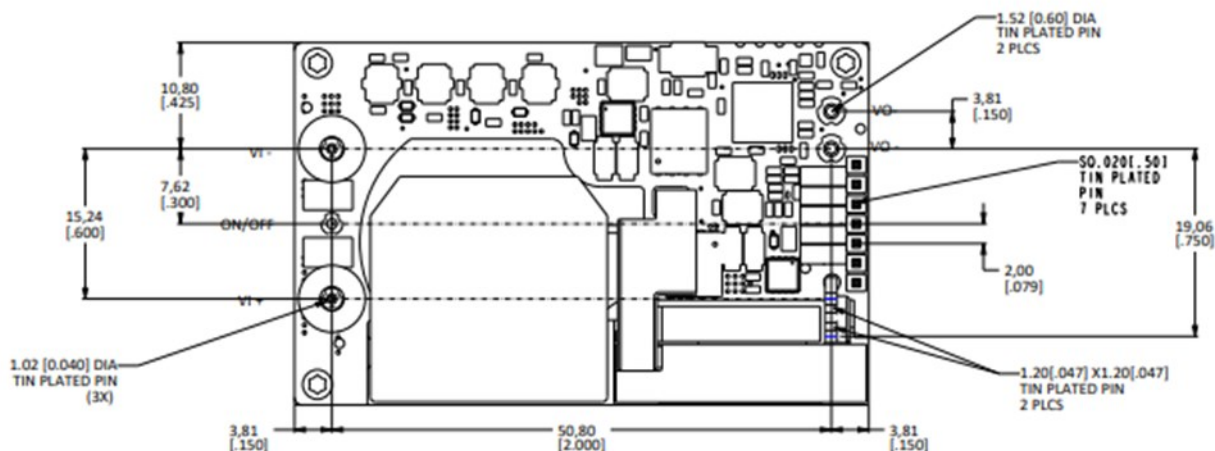 1.52 [0.60] DIA
TIN PLATED PIN
2 PLCS
10,80
[.425]
3,81
[.150]
VO-
VI -
VO -
7,62
[.300]
SQ.020[.50]
TIN PLATED
PIN
7 PLCS
15,24
[.600]
ON/OFF
19,06
[.750]
2,00
[.079]
VI +
1.02 [0.040] DIA
TIN PLATED PIN
(3X)
1.20[.047] X1.20[.047]
TIN PLATED PIN
2 PLCS
3,81
[.150]
50,80
[2.000]
3,81
[.150]